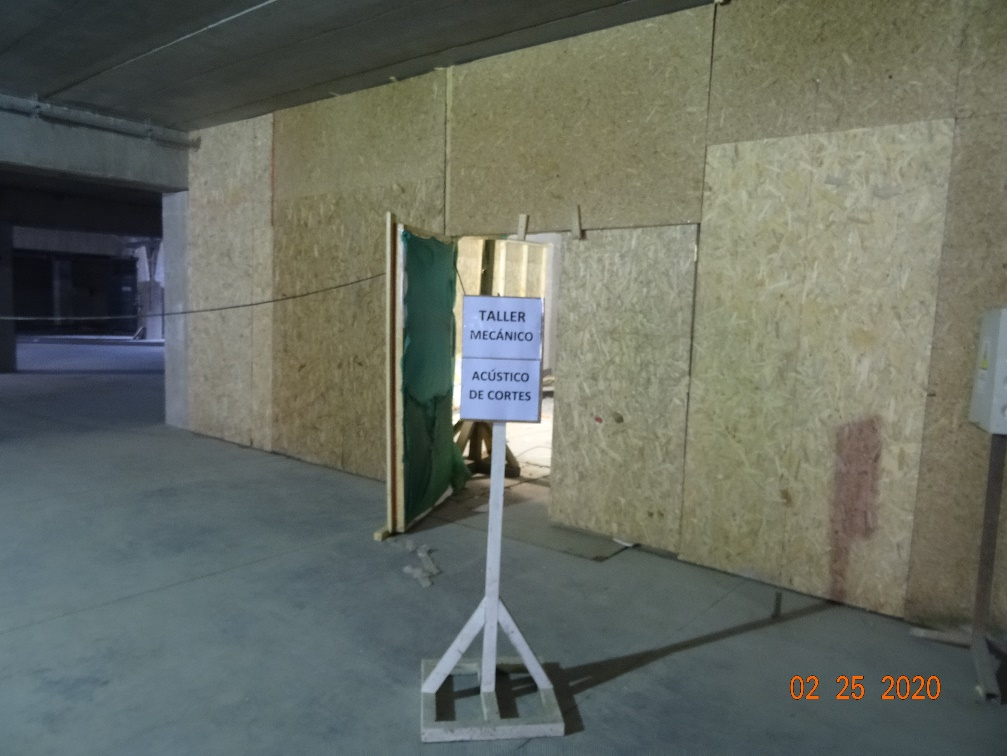 TALLER
MECÁNICO
ACÚSTICO
DE CORTES
02 25 2020